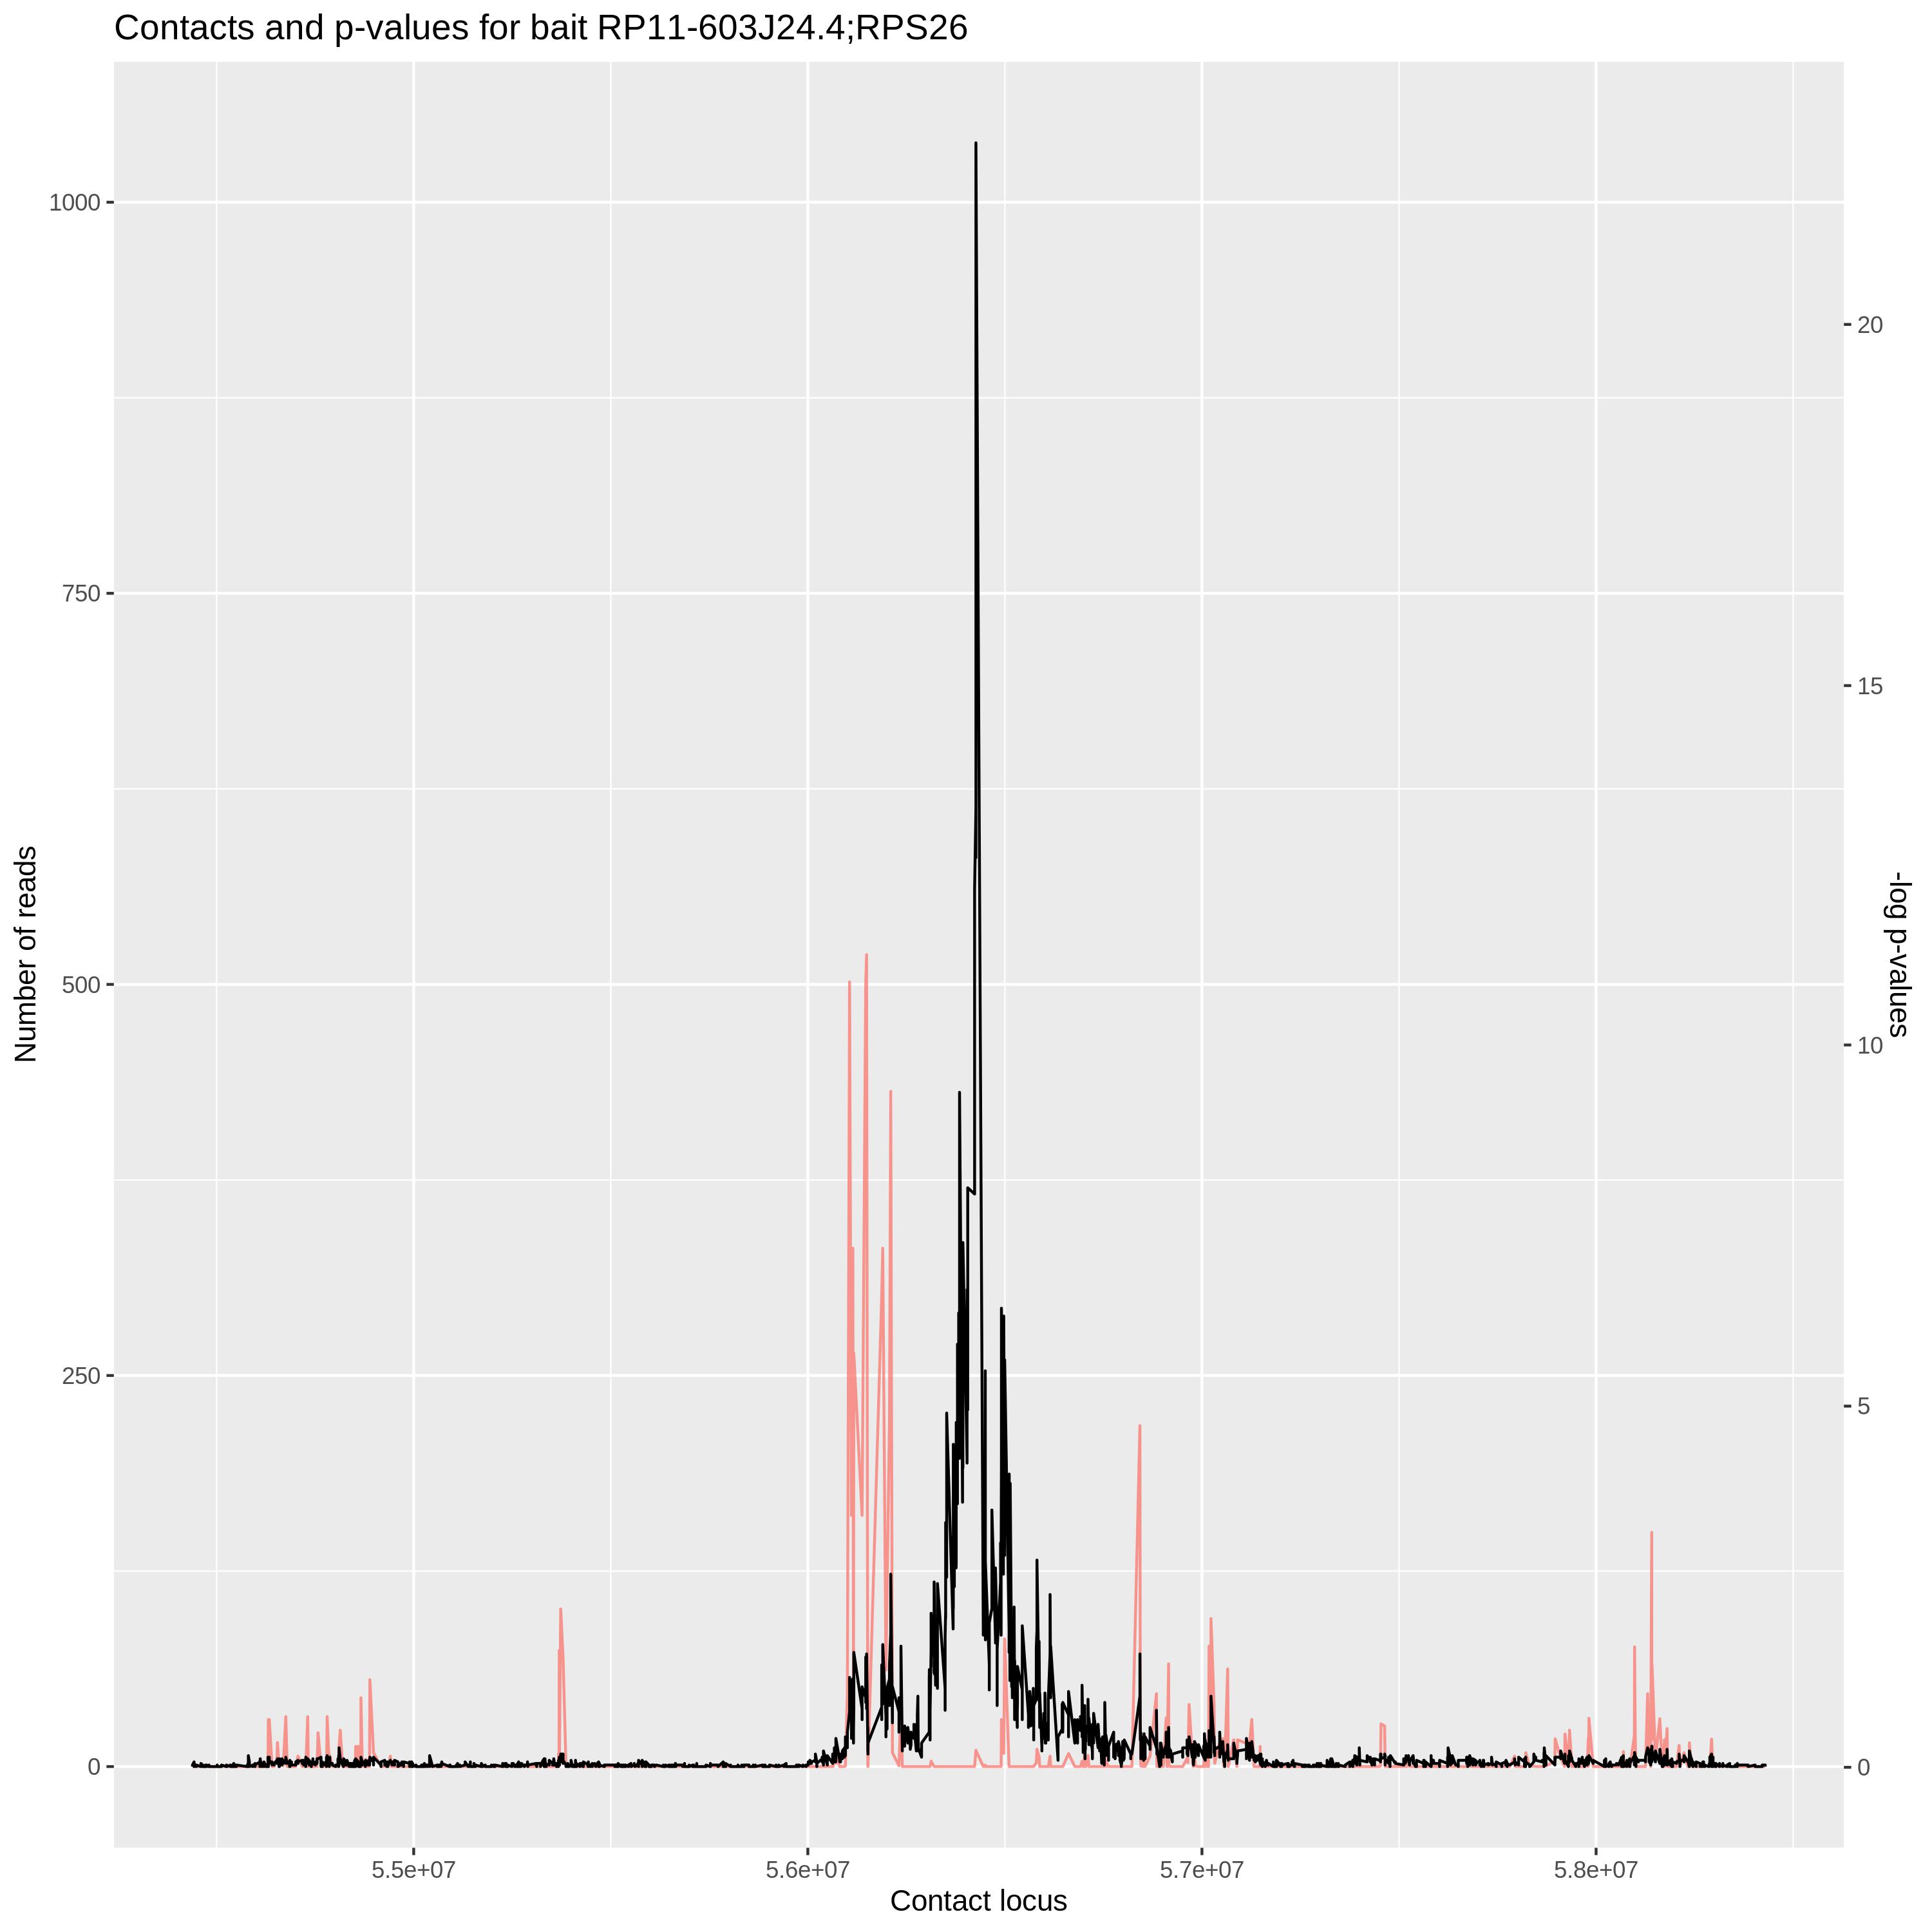 Contacts and p-values for bait RP11-603J24.4;RPS26
1000
750
500
250
0
Number of reads
20
15
10
5
0
-log p-values
5.5e+07
5.6e+07
5.7e+07
5.8e+07
Contact locus